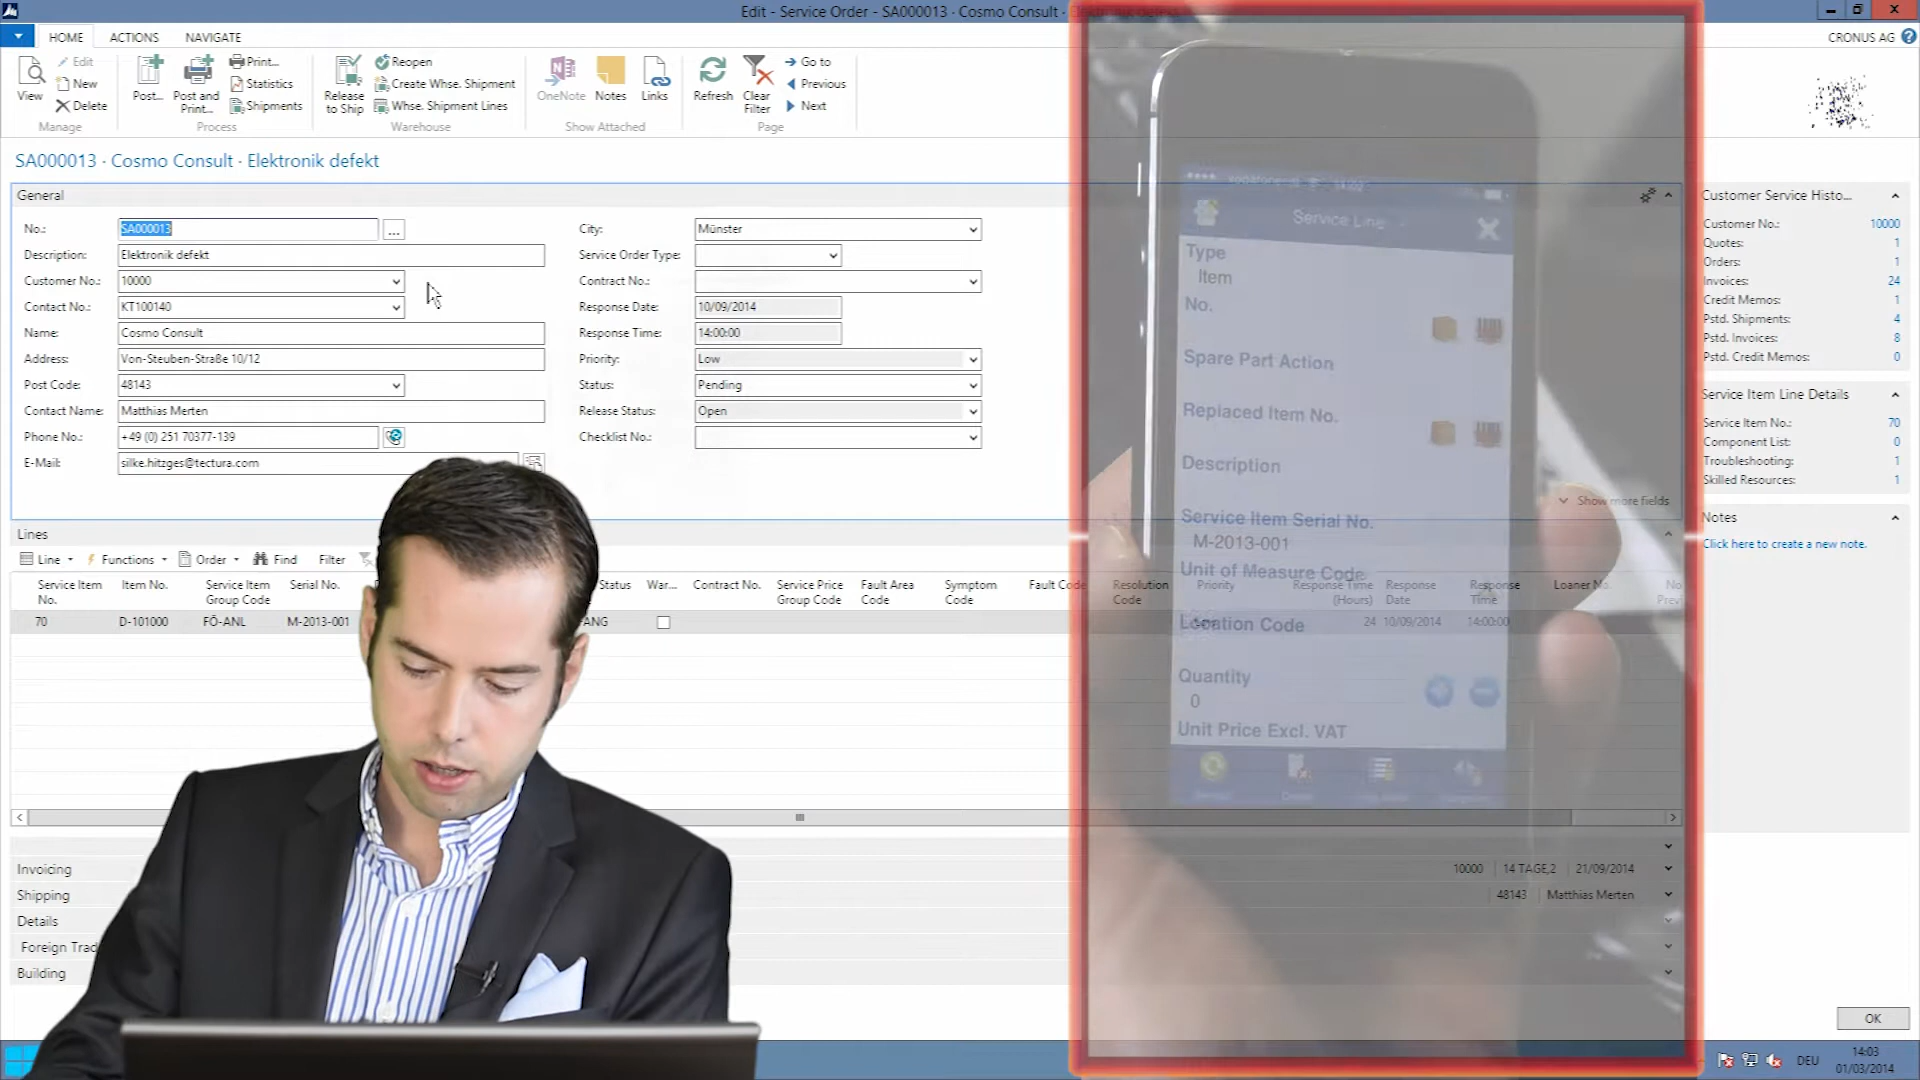 Edit - Service Order - SA000013 · Cosmo Consult ·
HOME ACTIONS NAVIGATE
CRONUS AG
View
Edit
New
Delete
Manage
Post...
Post and Print...
Print...
Statistics
Shipments
Process
Release to Ship
Reopen
Create Whse. Shipment
Whse. Shipment Lines
Warehouse
OneNote
Notes
Links
Show Attached
Refresh
Clear Filter
Go to
Previous
Next
Page
SA000013 · Cosmo Consult · Elektronik defekt
General
No.: SA000013 ...
Description: Elektronik defekt
Customer No.: 10000
Contact No.: KT100140
Name: Cosmo Consult
Address: Von-Steuben-Straße 10/12
Post Code: 48143
Contact Name: Matthias Merten
Phone No.: +49 (0) 251 70377-139
E-Mail: silke.hitzges@tectura.com
City: Münster
Service Order Type:
Contract No.:
Response Date: 10/09/2014
Response Time: 14:00:00
Priority: Low
Status: Pending
Release Status: Open
Checklist No.:
Show more fields
Lines
Line Functions Order Find Filter
Service Item No. Item No. Service Item Group Code Serial No. Status War... Contract No. Service Price Group Code Fault Area Code Symptom Code Fault Code Resolution Code Priority Response Time (Hours) Response Date Response Time Loaner No. No Prev
70 D-101000 FÖ-ANL M-2013-001 ANG 24 10/09/2014 14:00:00
Invoicing 10000 14 TAGE,2 21/09/2014
Shipping 48143 Matthias Merten
Details
Foreign Trad
Building
Service Line
Type
Item
No.
Spare Part Action
Replaced Item No.
Description
Service Item Serial No.
M-2013-001
Unit of Measure Code
Location Code
Quantity
0
Unit Price Excl. VAT
Customer Service Histo...
Customer No.: 10000
Quotes: 1
Orders: 1
Invoices: 24
Credit Memos: 1
Pstd. Shipments: 4
Pstd. Invoices: 8
Pstd. Credit Memos: 0
Service Item Line Details
Service Item No.: 70
Component List: 0
Troubleshooting: 1
Skilled Resources: 1
Notes
Click here to create a new note.
OK
DEU
14:03
01/03/2014